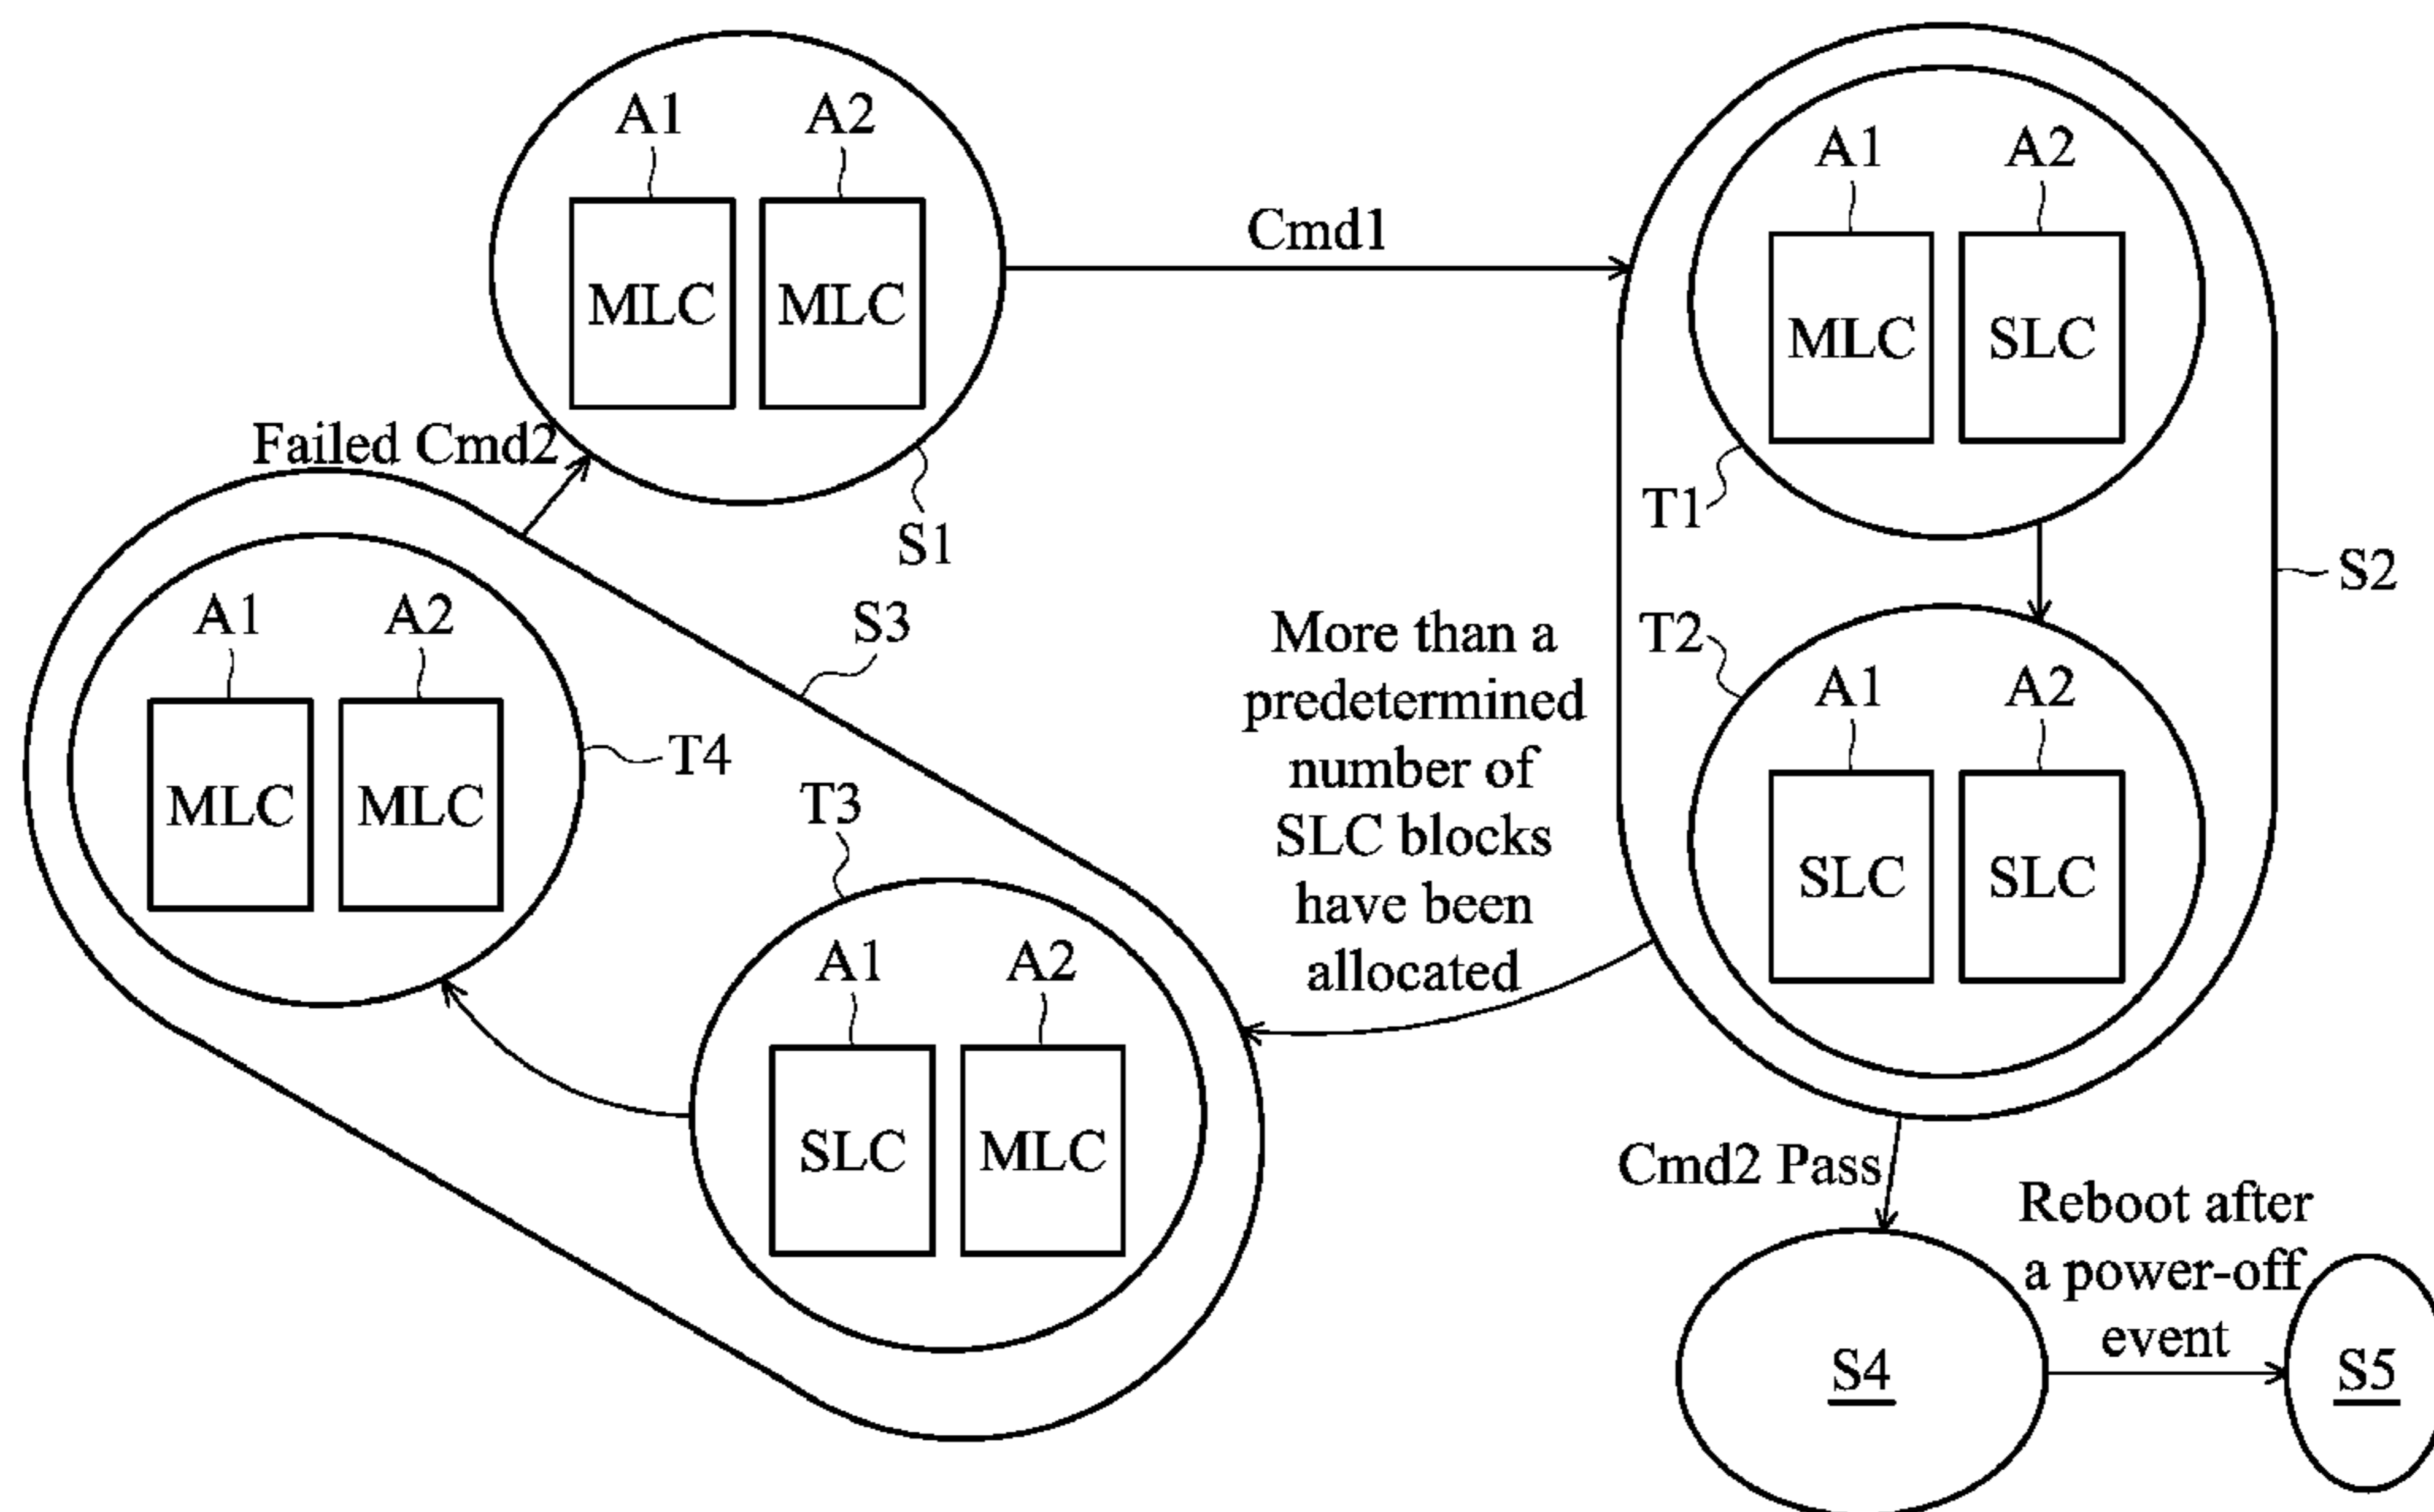 A1 A2
MLC MLC
S1
Cmd1
A1 A2
MLC SLC
T1
S2
T2
A1 A2
SLC SLC
Failed Cmd2
S3
A1 A2
MLC MLC
T4
T3
A1 A2
SLC MLC
More than a
predetermined
number of
SLC blocks
have been
allocated
Cmd2 Pass
Reboot after
a power-off
event
S4
S5